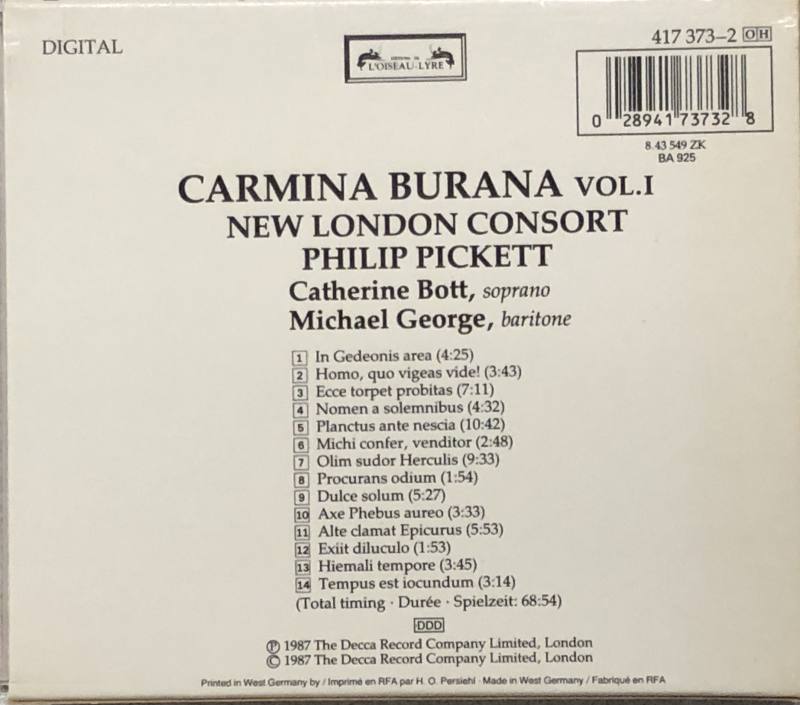 DIGITAL
EDITIONS DE
L'OISEAU-LYRE
417 373–2 OH
0 28941 73732 8
8.43 549 ZK
BA 925
CARMINA BURANA VOL.I
NEW LONDON CONSORT
PHILIP PICKETT
Catherine Bott, soprano
Michael George, baritone
1 In Gedeonis area (4:25)
2 Homo, quo vigeas vide! (3:43)
3 Ecce torpet probitas (7:11)
4 Nomen a solemnibus (4:32)
5 Planctus ante nescia (10:42)
6 Michi confer, venditor (2:48)
7 Olim sudor Herculis (9:33)
8 Procurans odium (1:54)
9 Dulce solum (5:27)
10 Axe Phebus aureo (3:33)
11 Alte clamat Epicurus (5:53)
12 Exiit diluculo (1:53)
13 Hiemali tempore (3:45)
14 Tempus est iocundum (3:14)
(Total timing · Durée · Spielzeit: 68:54)
DDD
℗ 1987 The Decca Record Company Limited, London
© 1987 The Decca Record Company Limited, London
Printed in West Germany by / Imprimé en RFA par H. O. Persiehl · Made in West Germany / Fabriqué en RFA